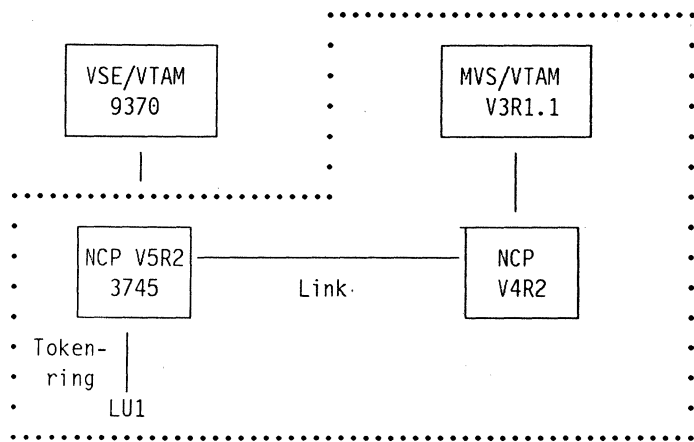 VSE/VTAM
9370
MVS/VTAM
V3R1.1
NCP V5R2
3745
Link
NCP
V4R2
Token-
ring
LU1